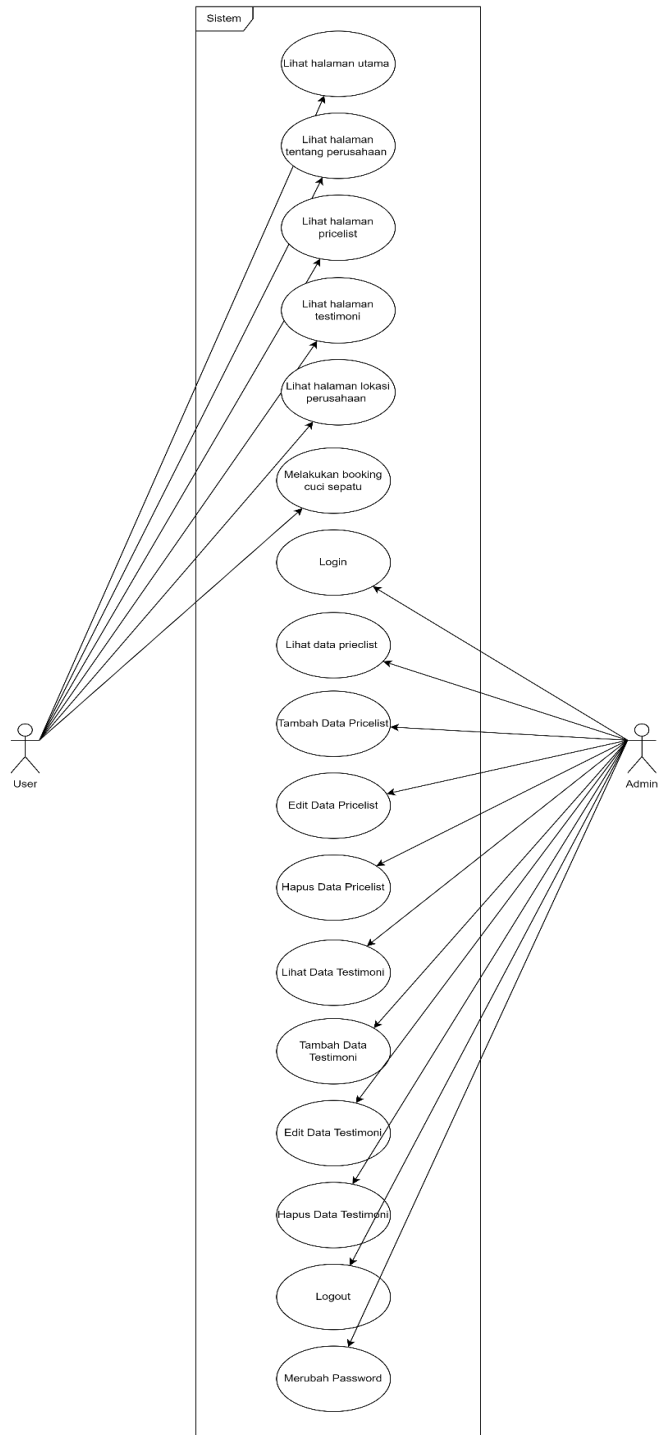 Sistem
Lihat halaman utama
Lihat halaman
tentang perusahaan
Lihat halaman
pricelist
Lihat halaman
testimoni
Lihat halaman lokasi
perusahaan
Melakukan booking
cuci sepatu
Login
Lihat data prieclist
Tambah Data Pricelist
User
Admin
Edit Data Pricelist
Hapus Data Pricelist
Lihat Data Testimoni
Tambah Data
Testimoni
Edit Data Testimoni
Hapus Data Testimoni
Logout
Merubah Password